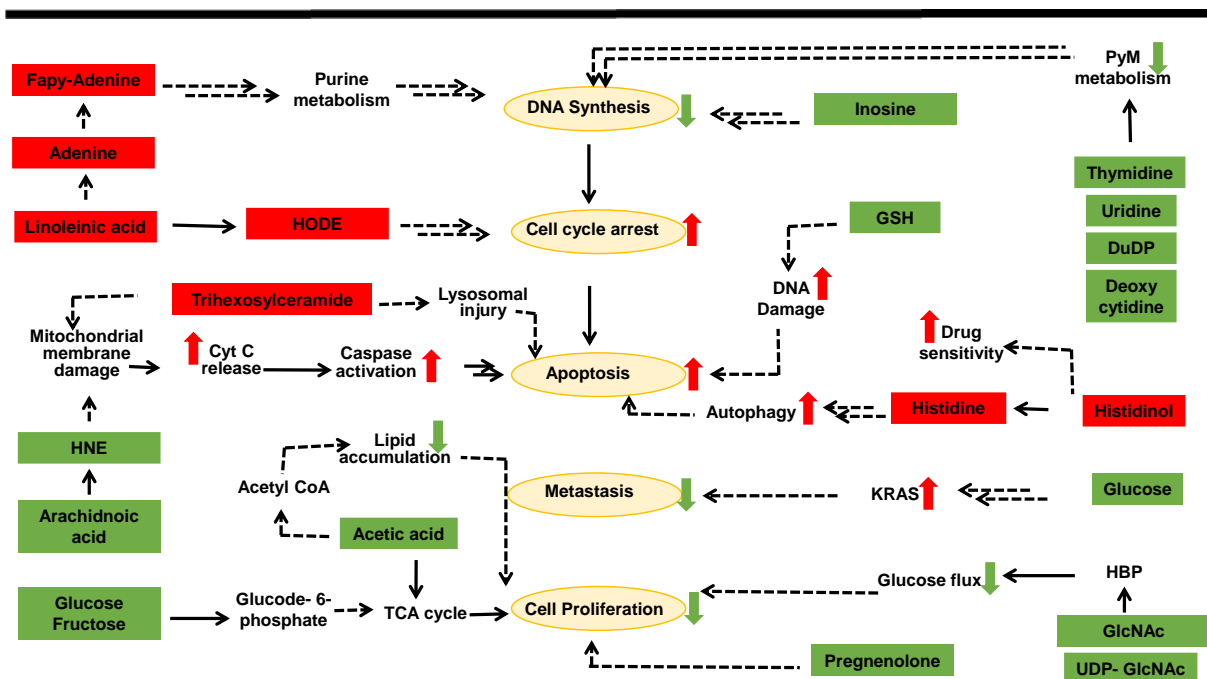 Fapy-Adenine
Purine
metabolism
DNA Synthesis
Inosine
PyM
metabolism
Adenine
Thymidine
Linoleinic acid
HODE
Cell cycle arrest
GSH
Uridine
DuDP
Deoxy
cytidine
Trihexosylceramide
Lysosomal
injury
DNA
Damage
Mitochondrial
membrane
damage
Cyt C
release
Caspase
activation
Apoptosis
Drug
sensitivity
Autophagy
Histidine
Histidinol
HNE
Lipid
accumulation
Acetyl CoA
Metastasis
KRAS
Glucose
Arachidnoic
acid
Acetic acid
Glucose
Fructose
Glucode- 6-
phosphate
TCA cycle
Cell Proliferation
Glucose flux
HBP
GlcNAc
Pregnenolone
UDP- GlcNAc